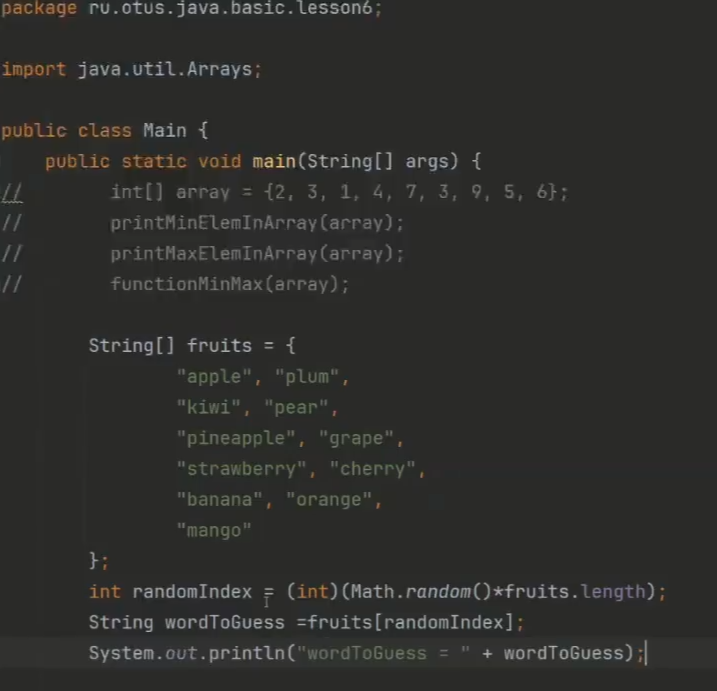 package ru.otus.java.basic.lesson6;
import java.util.Arrays;
public class Main {
public static void main(String[] args) {
// int[] array = {2, 3, 1, 4, 7, 3, 9, 5, 6};
// printMinElemInArray(array);
// printMaxElemInArray(array);
// functionMinMax(array);
String[] fruits = {
"apple", "plum",
"kiwi", "pear",
"pineapple", "grape",
"strawberry", "cherry",
"banana", "orange",
"mango"
};
int randomIndex = (int)(Math.random()*fruits.length);
String wordToGuess =fruits[randomIndex];
System.out.println("wordToGuess = " + wordToGuess);